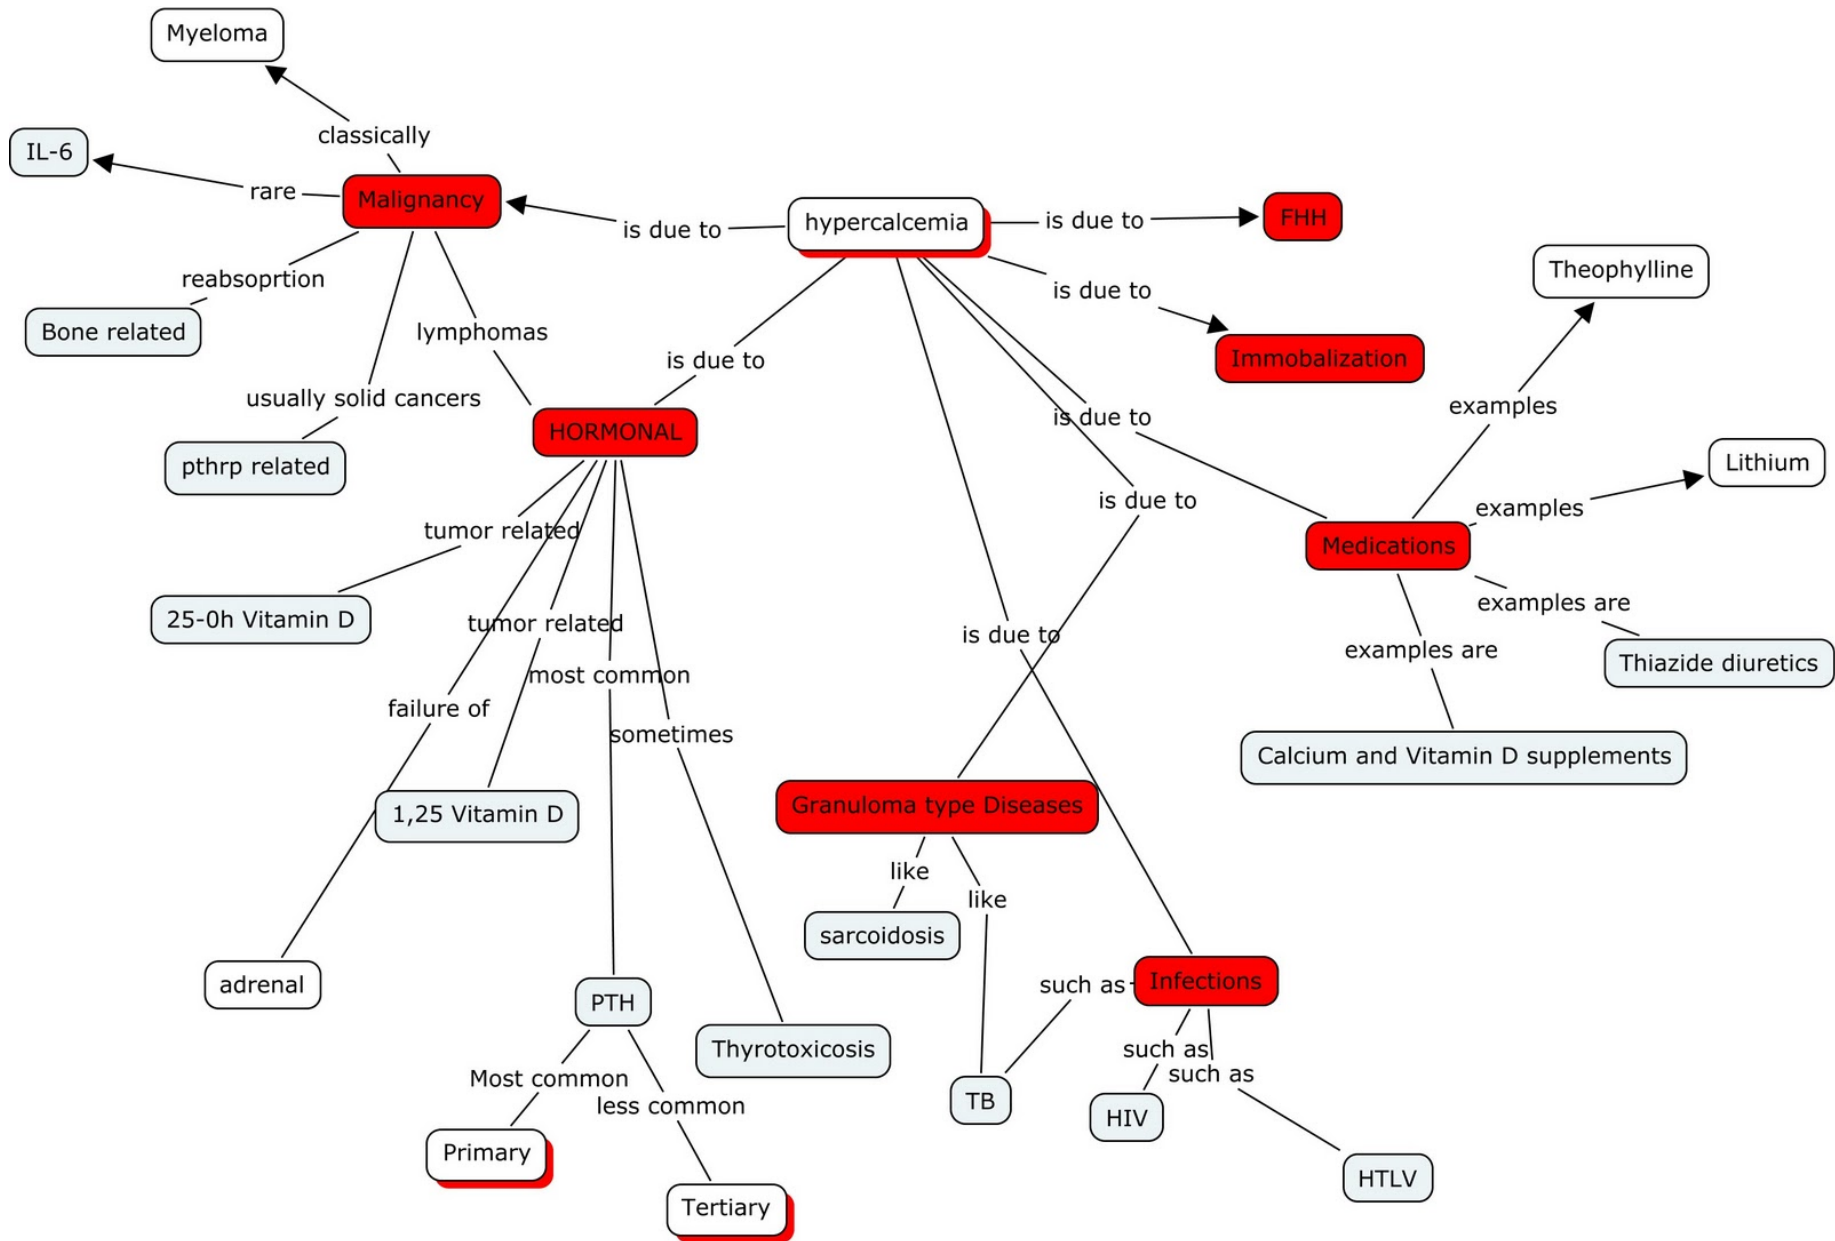 Myeloma
classically
IL-6
rare
Malignancy
is due to
hypercalcemia
is due to
FHH
is due to
Immobalization
Theophylline
reabsoprtion
Bone related
lymphomas
is due to
usually solid cancers
pthrp related
HORMONAL
is due to
is due to
examples
Lithium
examples
Medications
examples are
Thiazide diuretics
examples are
Calcium and Vitamin D supplements
tumor related
25-0h Vitamin D
tumor related
most common
failure of
sometimes
is due to
1,25 Vitamin D
Granuloma type Diseases
like
like
sarcoidosis
adrenal
PTH
Thyrotoxicosis
such as
Infections
such as
such as
TB
HIV
HTLV
Most common
less common
Primary
Tertiary